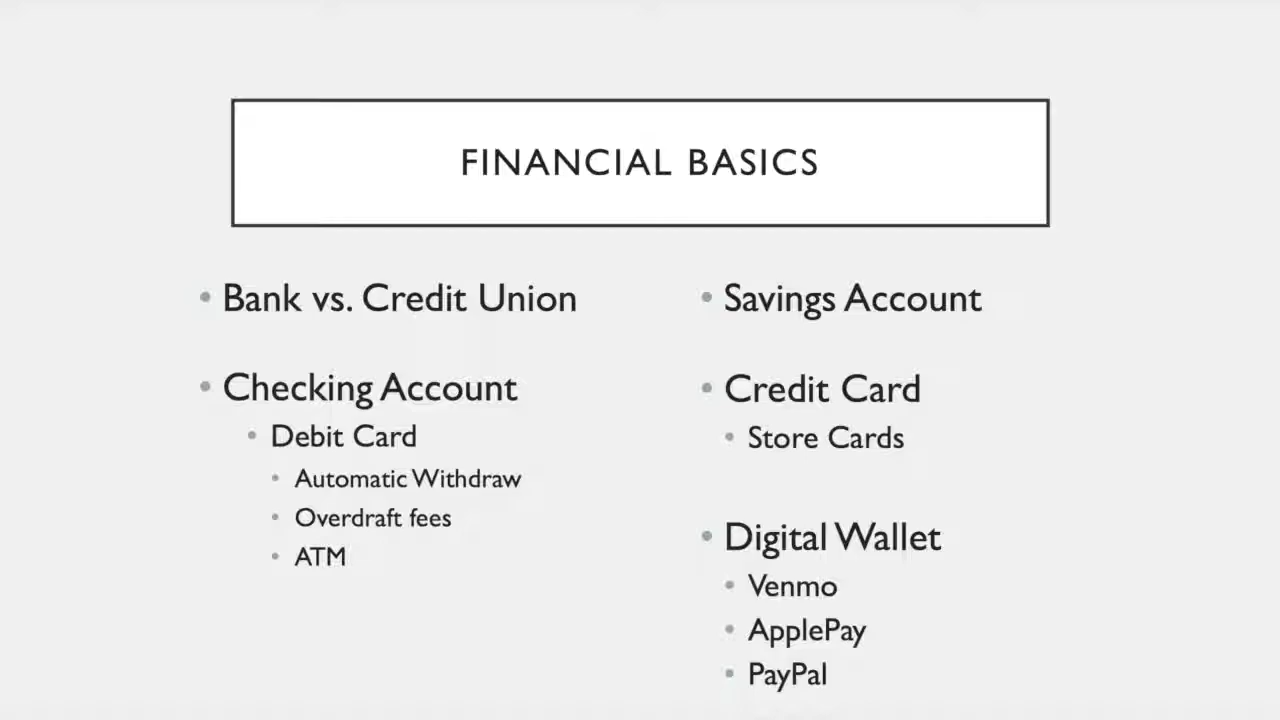 FINANCIAL BASICS
• Bank vs. Credit Union
• Checking Account
• Debit Card
• Automatic Withdraw
• Overdraft fees
• ATM
• Savings Account
• Credit Card
• Store Cards
• Digital Wallet
• Venmo
• ApplePay
• PayPal